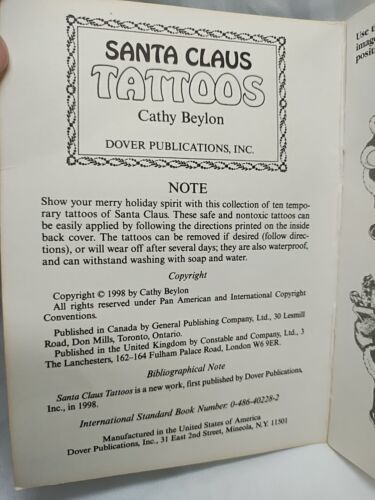 SANTA CLAUS
TATTOOS
Cathy Beylon
DOVER PUBLICATIONS, INC.
NOTE
Show your merry holiday spirit with this collection of ten tempo-
rary tattoos of Santa Claus. These safe and nontoxic tattoos can
be easily applied by following the directions printed on the inside
back cover. The tattoos can be removed if desired (follow direc-
tions), or will wear off after several days; they are also waterproof,
and can withstand washing with soap and water.
Copyright
Copyright © 1998 by Cathy Beylon
All rights reserved under Pan American and International Copyright
Conventions.
Published in Canada by General Publishing Company, Ltd., 30 Lesmill
Road, Don Mills, Toronto, Ontario.
Published in the United Kingdom by Constable and Company, Ltd., 3
The Lanchesters, 162–164 Fulham Palace Road, London W6 9ER.
Bibliographical Note
Santa Claus Tattoos is a new work, first published by Dover Publications,
Inc., in 1998.
International Standard Book Number: 0-486-40228-2
Manufactured in the United States of America
Dover Publications, Inc., 31 East 2nd Street, Mineola, N.Y. 11501
Use
imag
positi